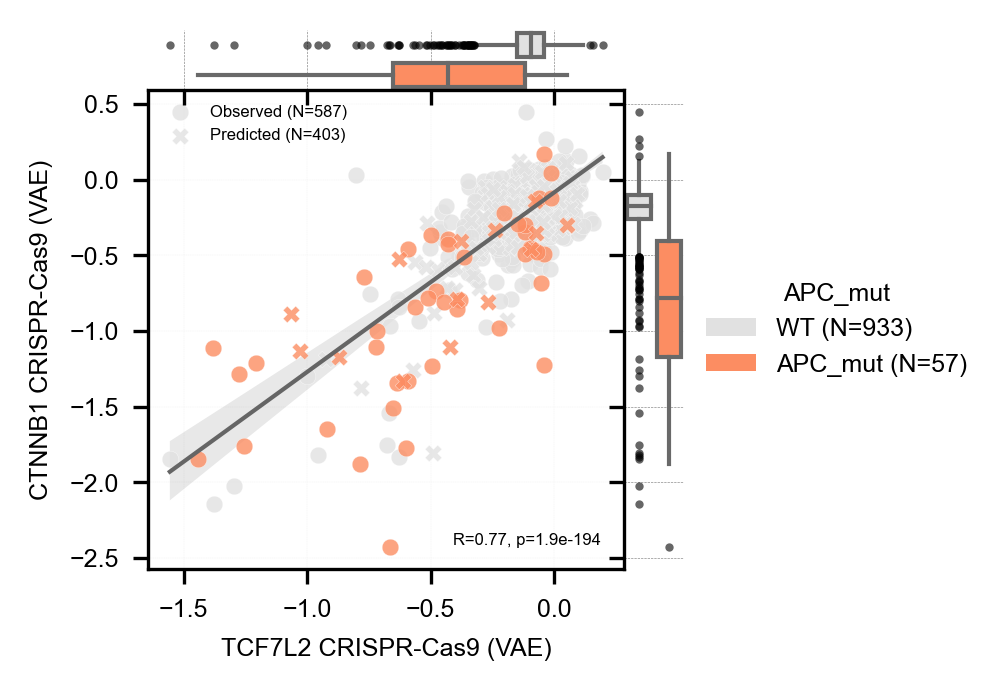 Observed (N=587)
Predicted (N=403)
0.5
0.0
−0.5
−1.0
−1.5
−2.0
−2.5
CTNNB1 CRISPR-Cas9 (VAE)
R=0.77, p=1.9e-194
−1.5 −1.0 −0.5 0.0
TCF7L2 CRISPR-Cas9 (VAE)
APC_mut
WT (N=933)
APC_mut (N=57)